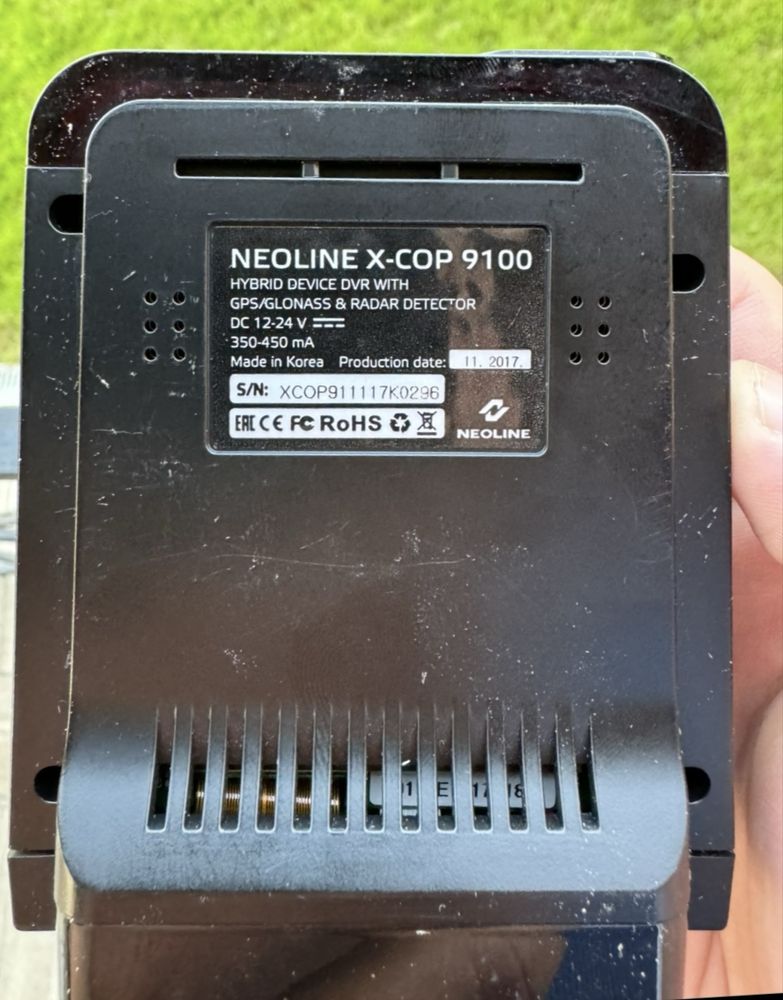 NEOLINE X-COP 9100
HYBRID DEVICE DVR WITH
GPS/GLONASS & RADAR DETECTOR
DC 12-24 V
350-450 mA
Made in Korea Production date: 11. 2017.
S/N: XCOP911117K0296
EAC CE FC RoHS
NEOLINE